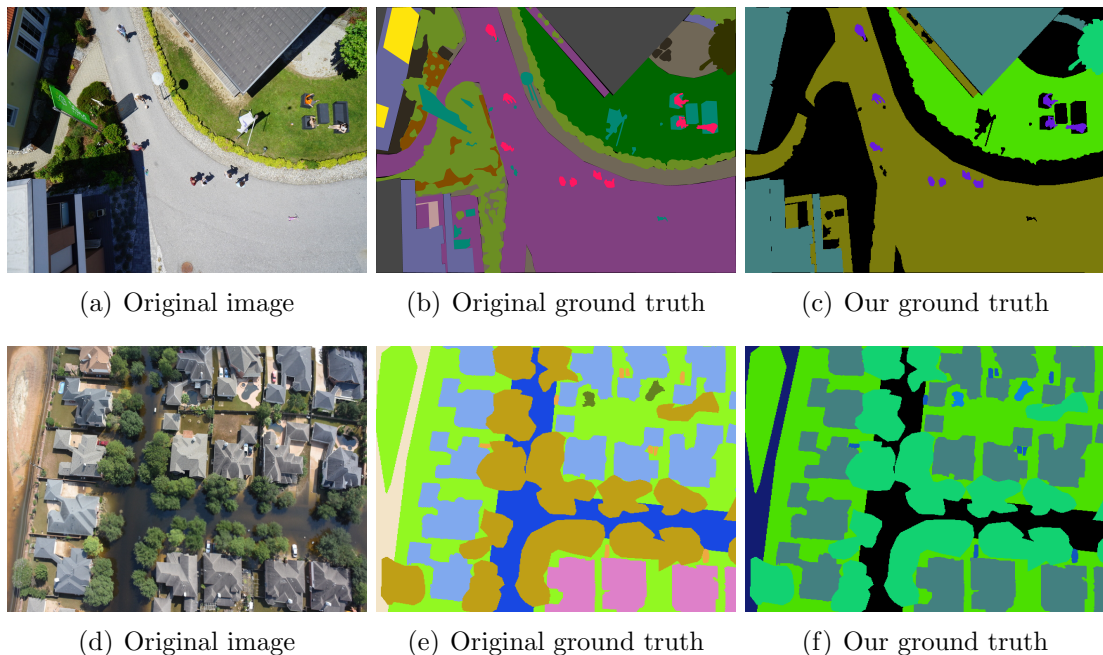 (a) Original image
(b) Original ground truth
(c) Our ground truth
(d) Original image
(e) Original ground truth
(f) Our ground truth